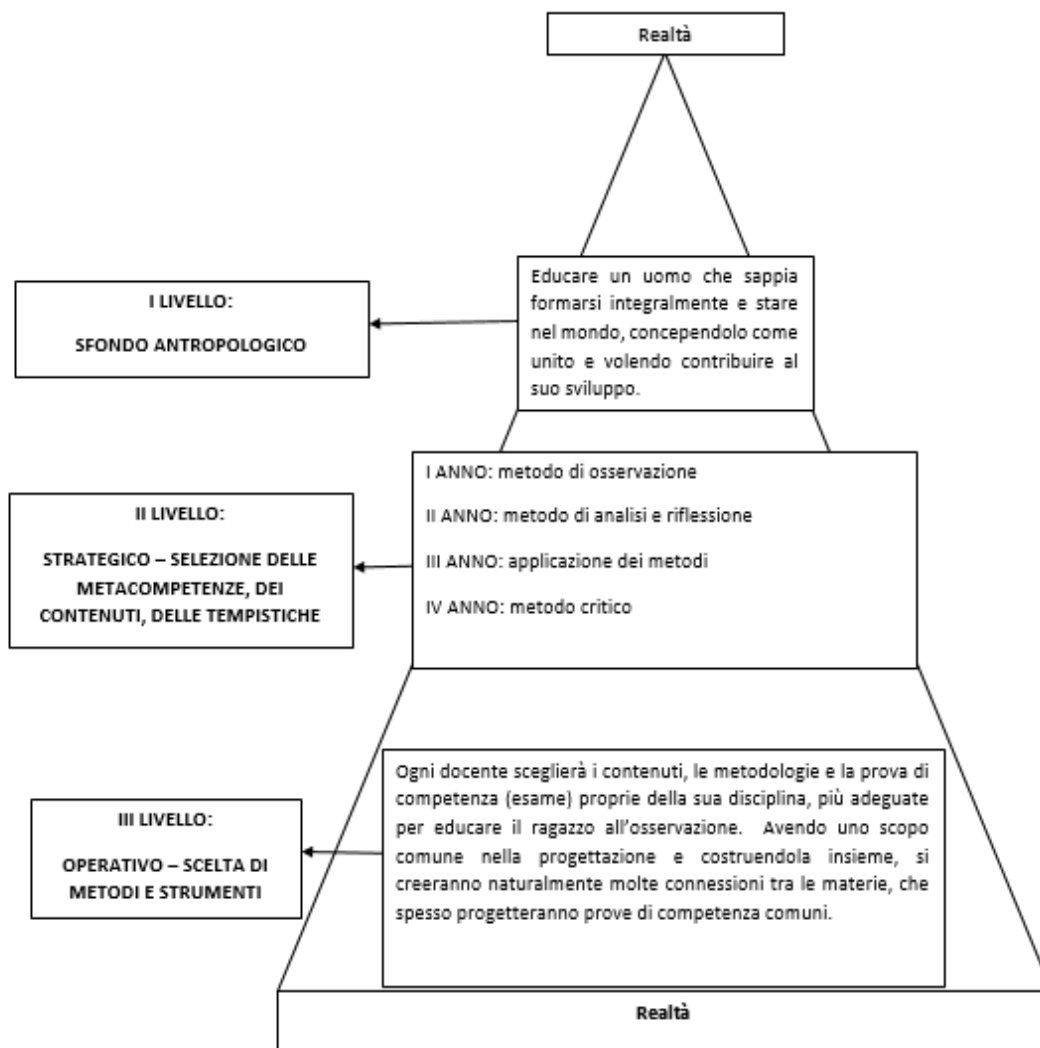 Realtà
Educare un uomo che sappia
formarsi integralmente e stare
nel mondo, concependolo come
unito e volendo contribuire al
suo sviluppo.
I LIVELLO:
SFONDO ANTROPOLOGICO
I ANNO: metodo di osservazione
II ANNO: metodo di analisi e riflessione
III ANNO: applicazione dei metodi
IV ANNO: metodo critico
II LIVELLO:
STRATEGICO – SELEZIONE DELLE
METACOMPETENZE, DEI
CONTENUTI, DELLE TEMPISTICHE
Ogni docente sceglierà i contenuti, le metodologie e la prova di
competenza (esame) proprie della sua disciplina, più adeguate
per educare il ragazzo all'osservazione. Avendo uno scopo
comune nella progettazione e costruendola insieme, si
creeranno naturalmente molte connessioni tra le materie, che
spesso progetteranno prove di competenza comuni.
III LIVELLO:
OPERATIVO – SCELTA DI
METODI E STRUMENTI
Realtà